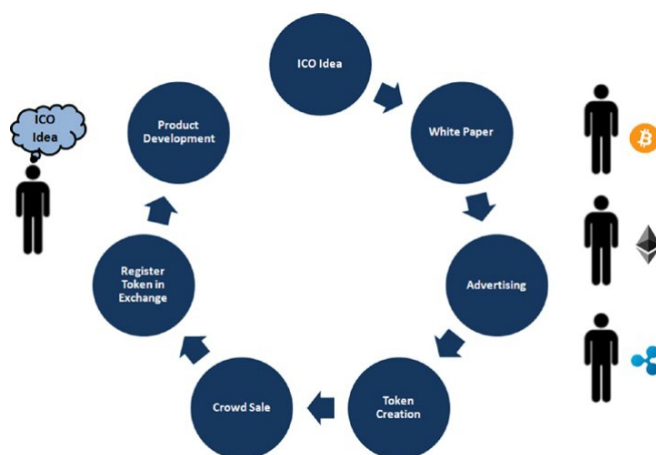 ICO Idea
White Paper
Advertising
Token
Creation
Crowd Sale
Register
Token in
Exchange
Product
Development
ICO
Idea